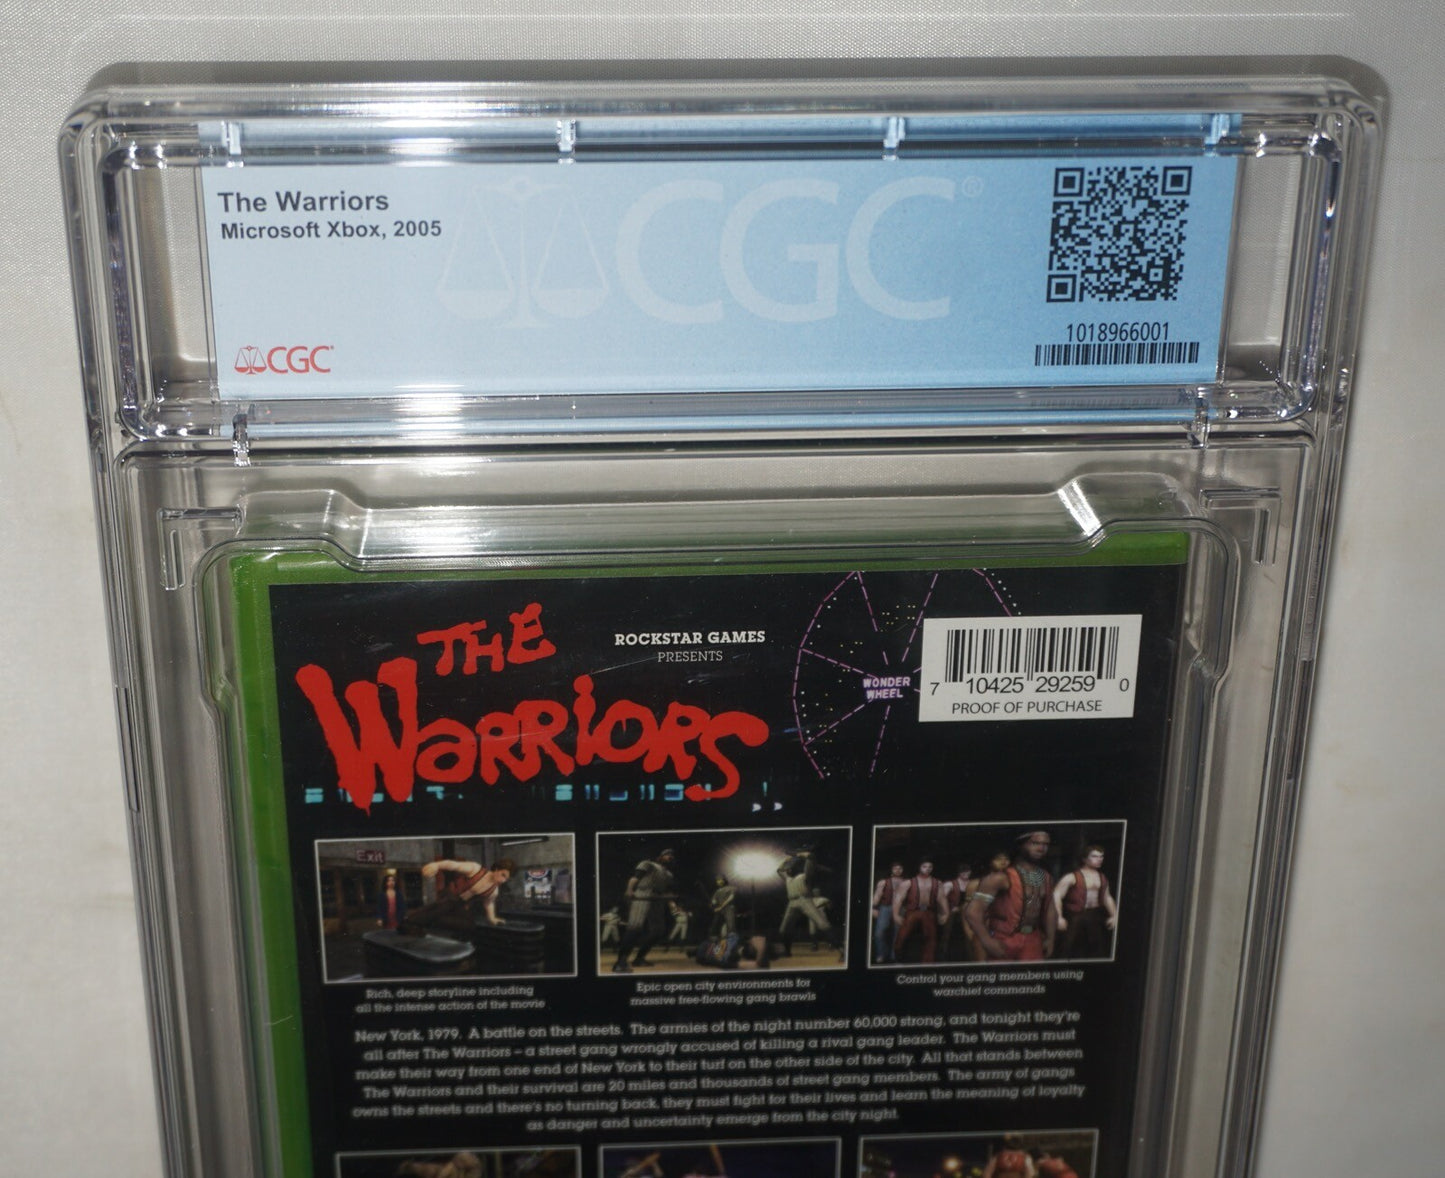 The Warriors
Microsoft Xbox, 2005
CGC®
CGC®
1018966001
THE
WARRIORS
ROCKSTAR GAMES
PRESENTS
WONDER
WHEEL
7 10425 29259 0
PROOF OF PURCHASE
Exit
Rich, deep storyline including
all the intense action of the movie
Epic open city environments for
massive free-flowing gang brawls
Control your gang members using
warchief commands
New York, 1979. A battle on the streets. The armies of the night number 60,000 strong, and tonight they're
all after The Warriors – a street gang wrongly accused of killing a rival gang leader. The Warriors must
make their way from one end of New York to their turf on the other side of the city. All that stands between
The Warriors and their survival are 20 miles and thousands of street gang members. The army of gangs
owns the streets and there's no turning back, they must fight for their lives and learn the meaning of loyalty
as danger and uncertainty emerge from the city night.